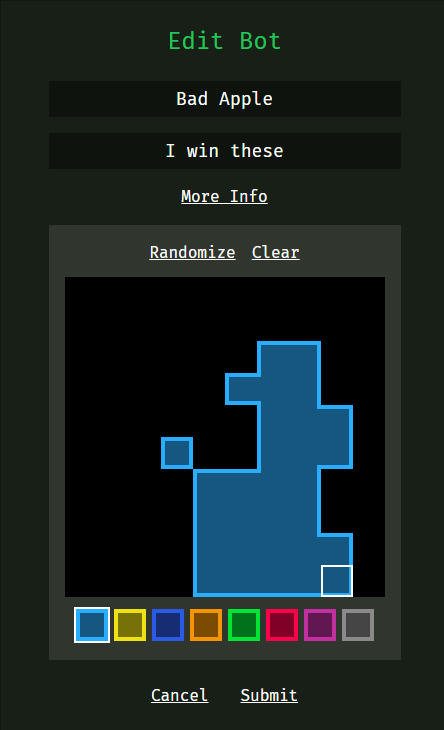 Edit Bot
Bad Apple
I win these
More Info
Randomize Clear
Cancel Submit